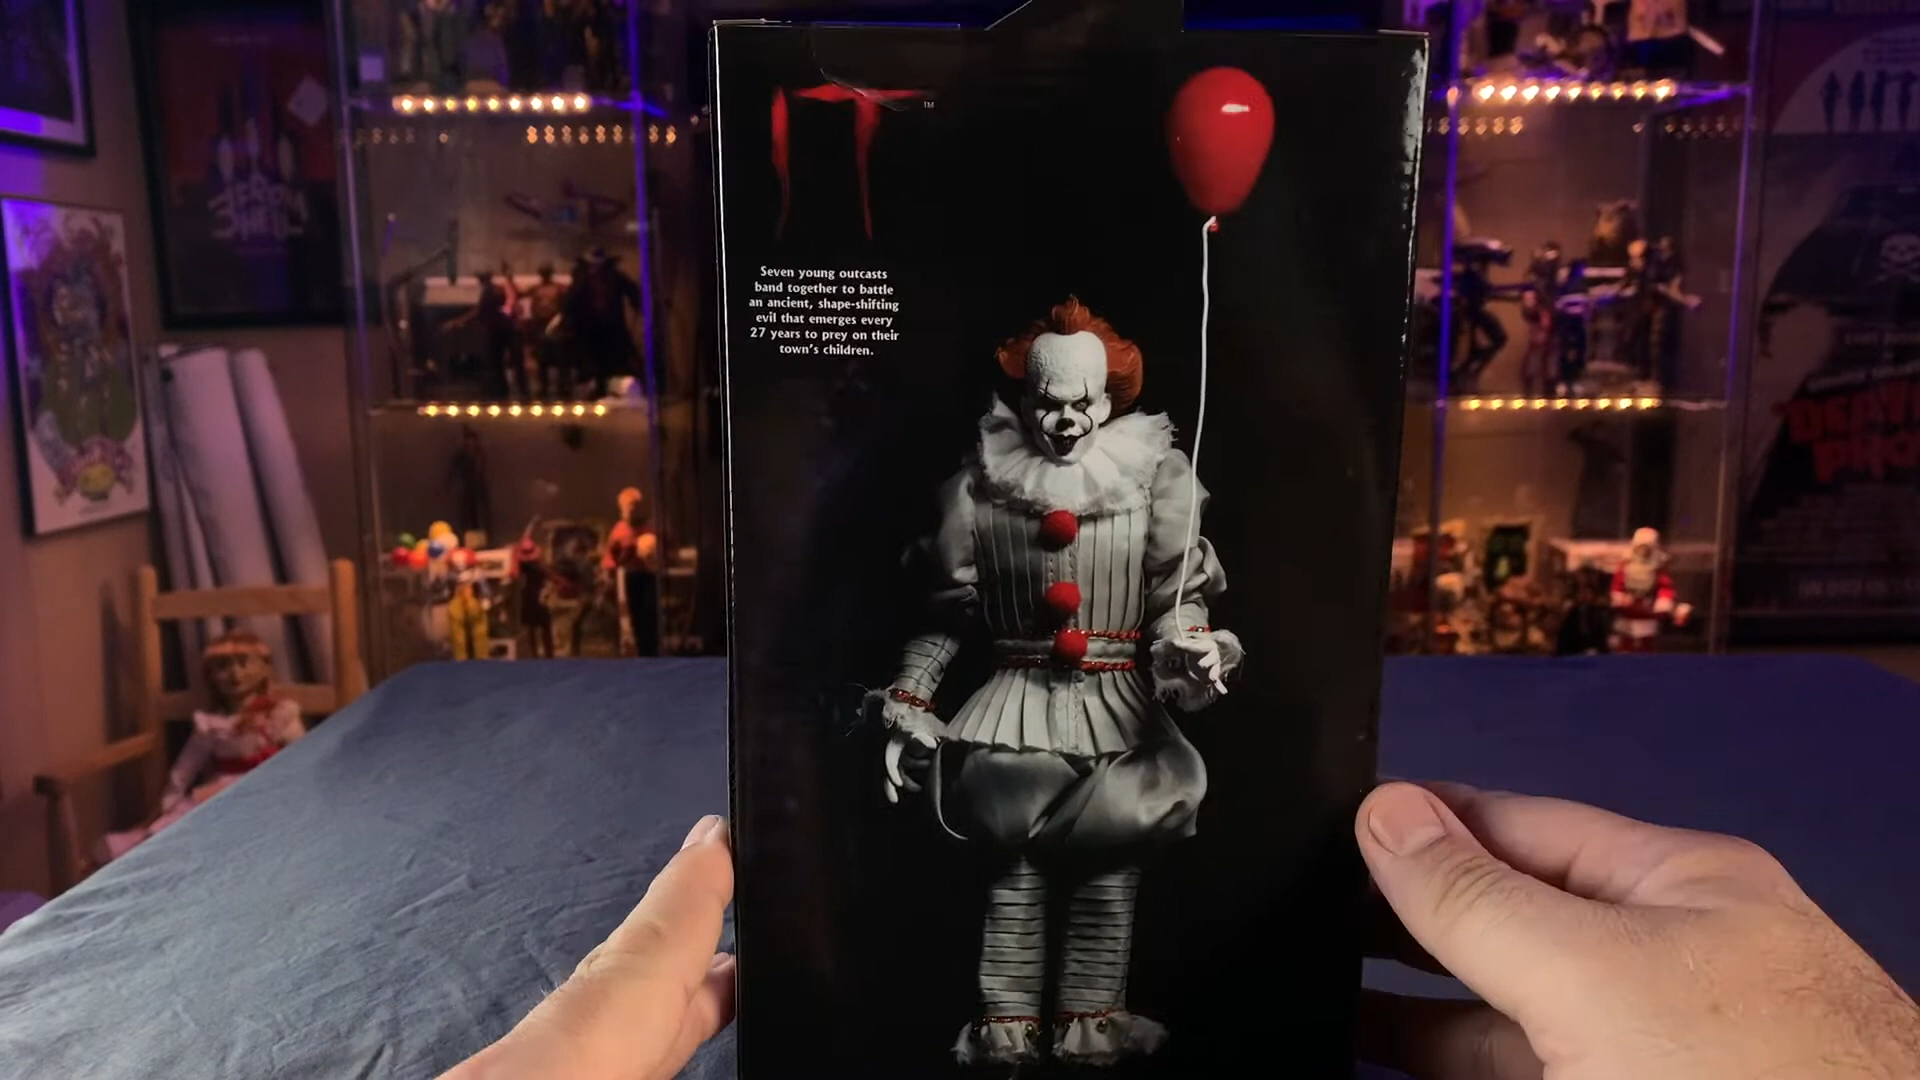 IT
TM
Seven young outcasts
band together to battle
an ancient, shape-shifting
evil that emerges every
27 years to prey on their
town's children.